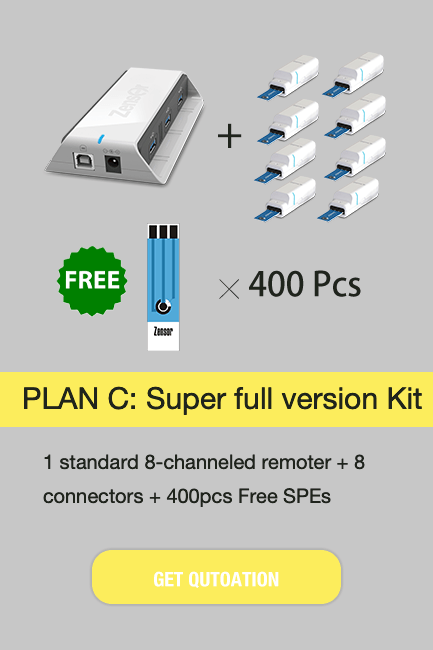 Zensor
+
FREE
Zensor
× 400 Pcs
PLAN C: Super full version Kit
1 standard 8-channeled remoter + 8
connectors + 400pcs Free SPEs
GET QUTOATION